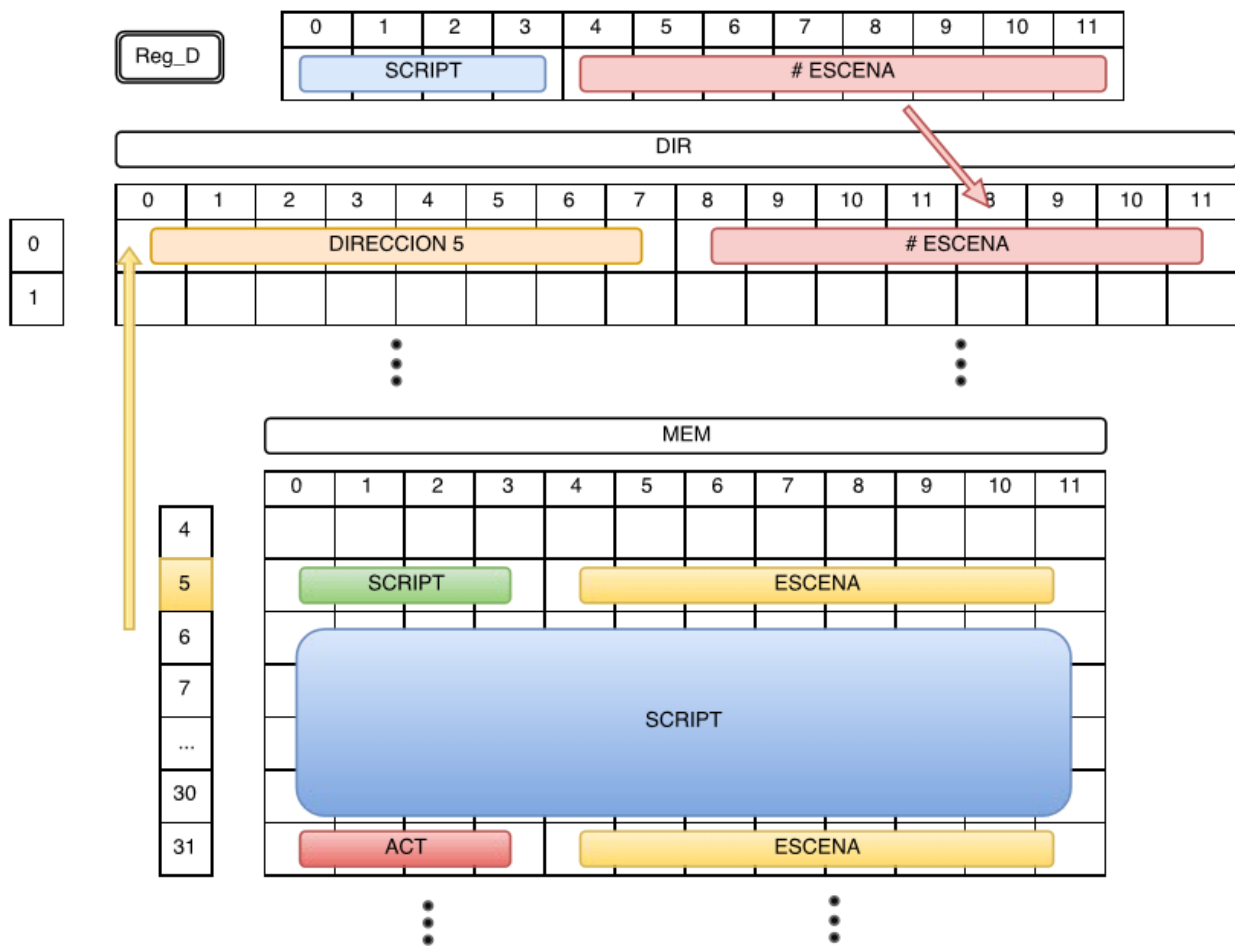 0 1 2 3 4 5 6 7 8 9 10 11
Reg_D
SCRIPT # ESCENA
DIR
0 1 2 3 4 5 6 7 8 9 10 11 8 9 10 11
0 DIRECCION 5 # ESCENA
1
MEM
0 1 2 3 4 5 6 7 8 9 10 11
4
5 SCRIPT ESCENA
6
7
SCRIPT
...
30
31 ACT ESCENA